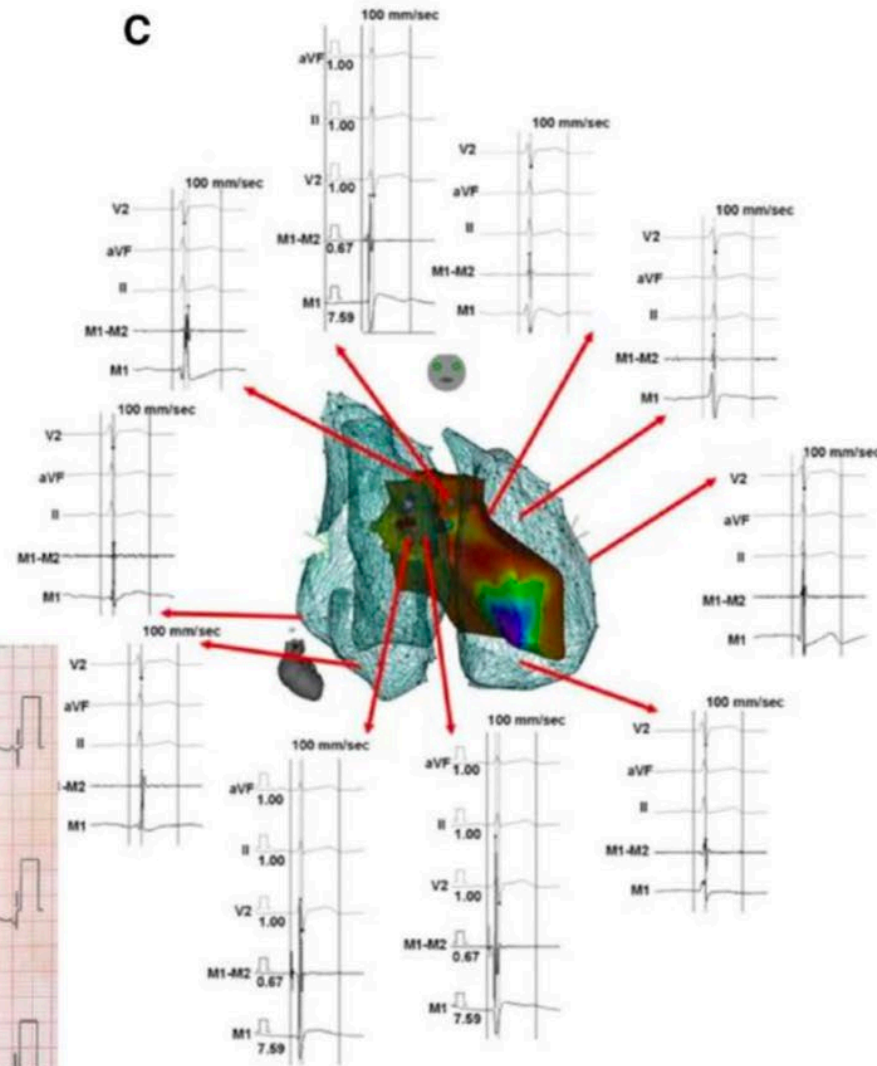 C
100 mm/sec
aVF 1.00
II 1.00
V2 1.00
M1-M2 0.67
M1 7.59
100 mm/sec
V2
aVF
II
M1-M2
M1
100 mm/sec
V2
aVF
II
M1-M2
M1
100 mm/sec
V2
aVF
II
M1-M2
M1
100 mm/sec
V2
aVF
II
M1-M2
M1
100 mm/sec
V2
aVF
II
M1-M2
M1
100 mm/sec
V2
aVF
II
-M2
M1
100 mm/sec
V2
aVF
II
M1-M2
M1
100 mm/sec
aVF 1.00
II 1.00
V2 1.00
M1-M2 0.67
M1 7.59
100 mm/sec
aVF 1.00
II 1.00
V2 1.00
M1-M2 0.67
M1 7.59